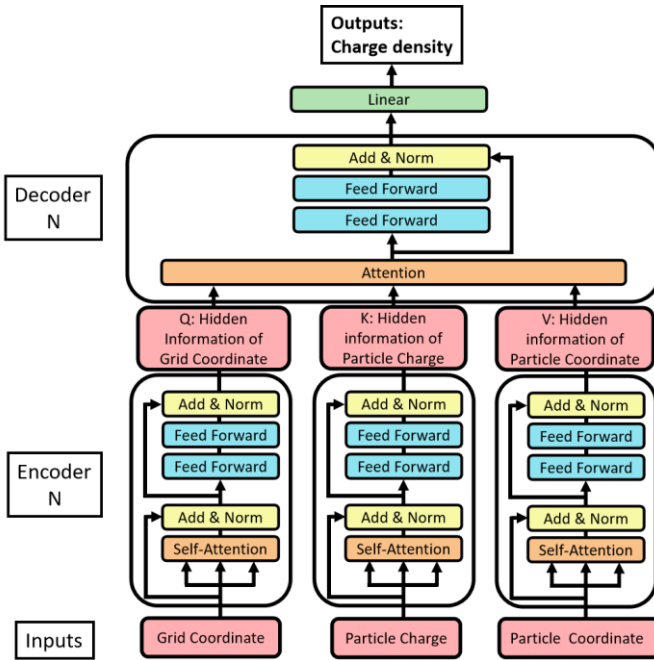 Outputs:
Charge density
Linear
Add & Norm
Feed Forward
Feed Forward
Attention
Decoder
N
Q: Hidden
Information of
Grid Coordinate
K: Hidden
information of
Particle Charge
V: Hidden
information of
Particle Coordinate
Add & Norm
Feed Forward
Feed Forward
Add & Norm
Self-Attention
Add & Norm
Feed Forward
Feed Forward
Add & Norm
Self-Attention
Add & Norm
Feed Forward
Feed Forward
Add & Norm
Self-Attention
Encoder
N
Inputs
Grid Coordinate
Particle Charge
Particle Coordinate